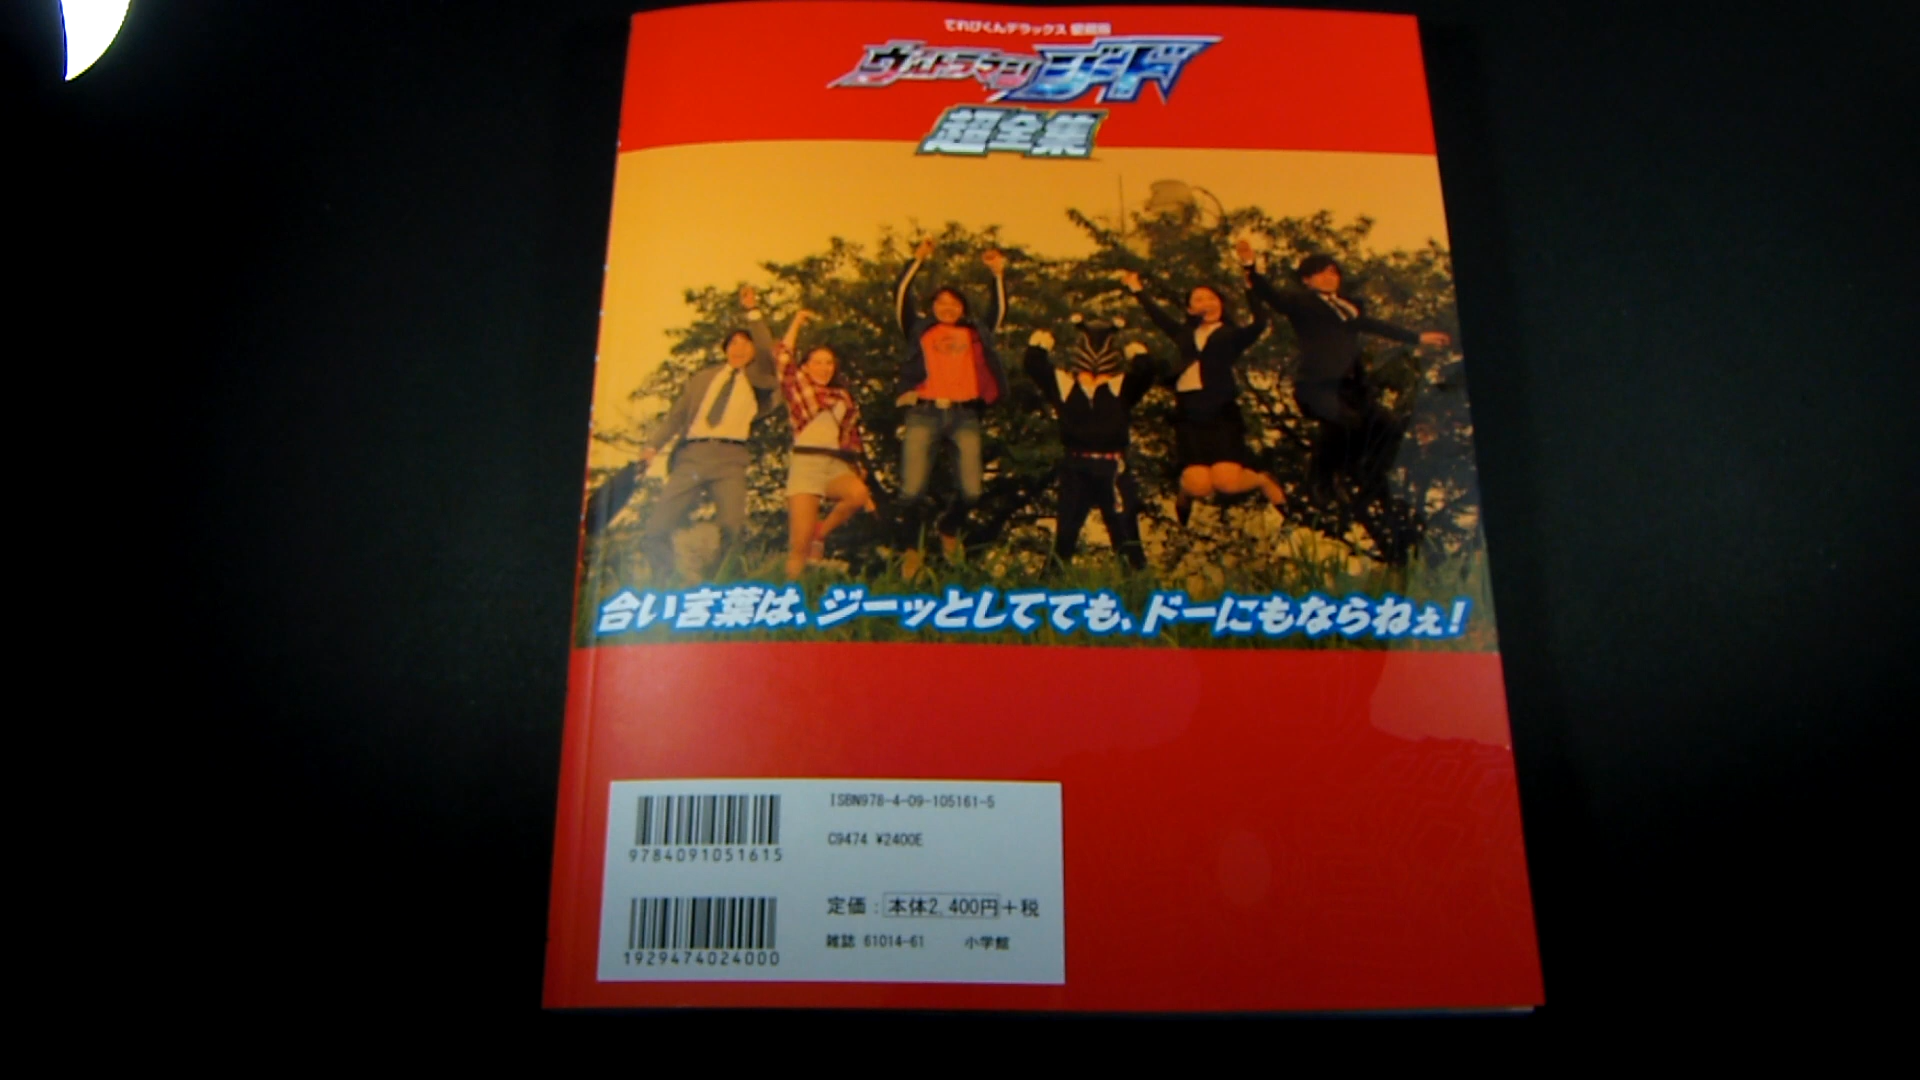 てれびくんデラックス 愛蔵版
ウルトラマンジード
超全集
合い言葉は、ジーッとしてても、ドーにもならねぇ!
ISBN978-4-09-105161-5
C9474 ¥2400E
9784091051615
定価：本体2,400円+税
雑誌 61014-61 小学館
1929474024000